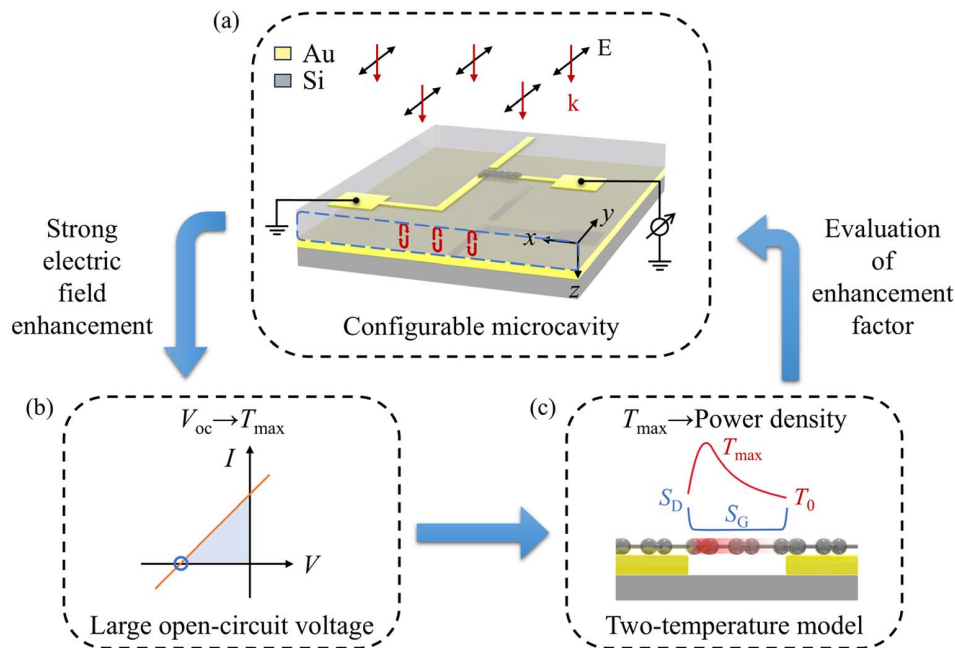 (a)
Au
Si
E
k
x
y
z
Configurable microcavity
Strong
electric
field
enhancement
Evaluation
of
enhancement
factor
(b)
V_oc→T_max
I
V
Large open-circuit voltage
(c)
T_max→Power density
T_max
S_D
S_G
T_0
Two-temperature model